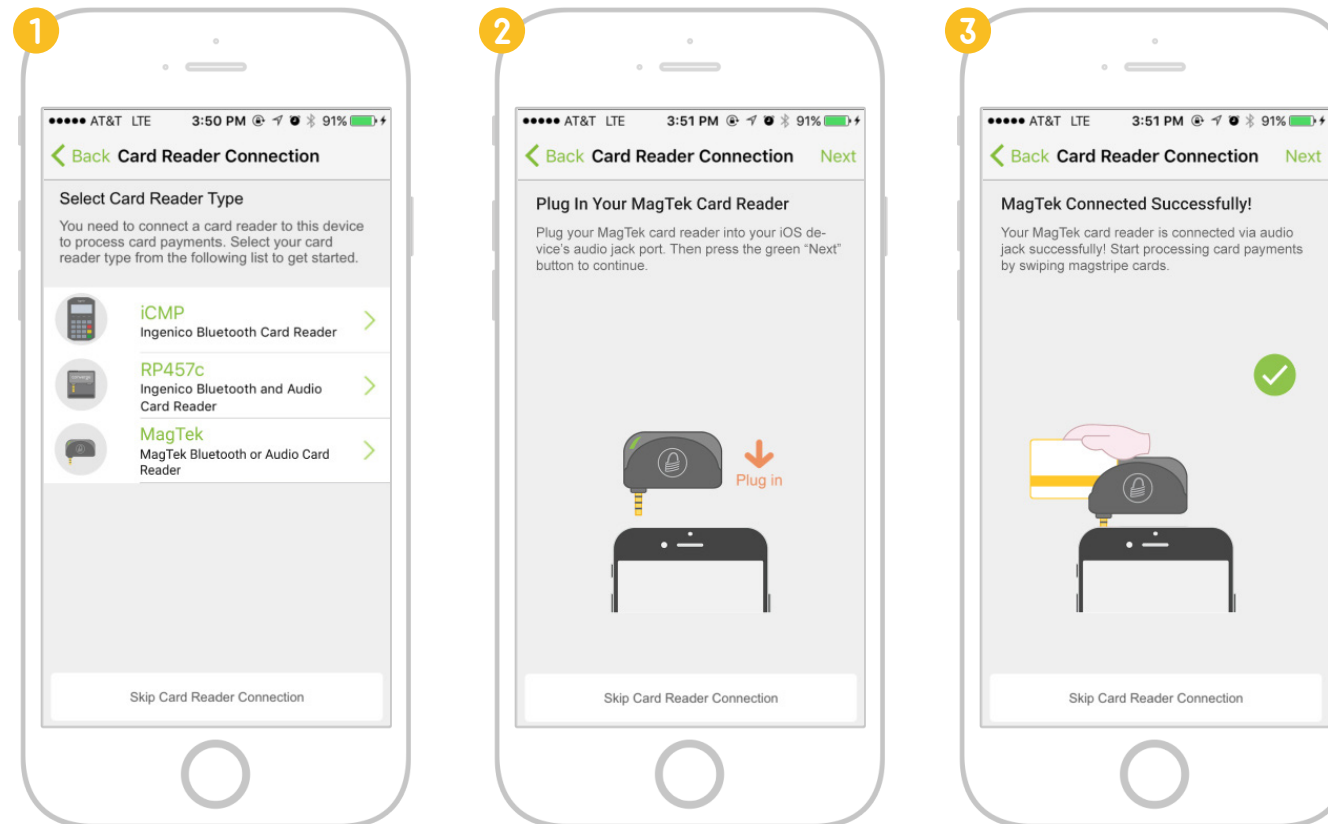 1
AT&T LTE 3:50 PM 91%
Back Card Reader Connection
Select Card Reader Type
You need to connect a card reader to this device
to process card payments. Select your card
reader type from the following list to get started.
iCMP
Ingenico Bluetooth Card Reader
RP457c
Ingenico Bluetooth and Audio
Card Reader
MagTek
MagTek Bluetooth or Audio Card
Reader
Skip Card Reader Connection
2
AT&T LTE 3:51 PM 91%
Back Card Reader Connection Next
Plug In Your MagTek Card Reader
Plug your MagTek card reader into your iOS de-
vice's audio jack port. Then press the green “Next”
button to continue.
Plug in
Skip Card Reader Connection
3
AT&T LTE 3:51 PM 91%
Back Card Reader Connection Next
MagTek Connected Successfully!
Your MagTek card reader is connected via audio
jack successfully! Start processing card payments
by swiping magstripe cards.
Skip Card Reader Connection